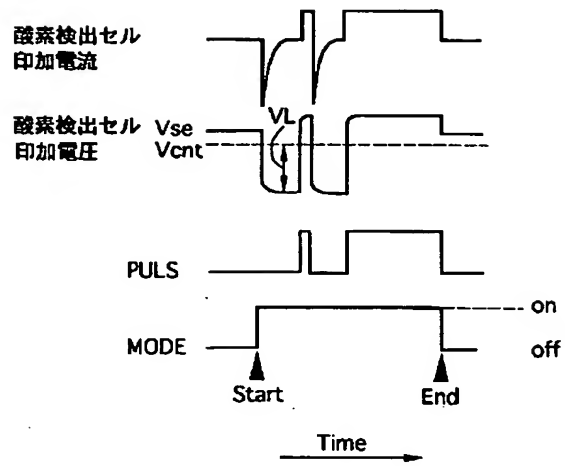 酸素検出セル
印加電流
VL
酸素検出セル Vse
印加電圧 Vcnt
PULS
on
MODE off
Start End
Time